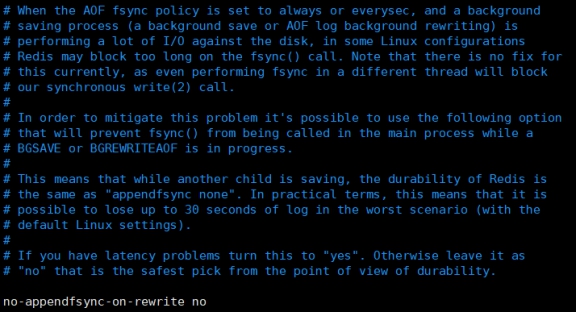 # When the AOF fsync policy is set to always or everysec, and a background
# saving process (a background save or AOF log background rewriting) is
# performing a lot of I/O against the disk, in some Linux configurations
# Redis may block too long on the fsync() call. Note that there is no fix for
# this currently, as even performing fsync in a different thread will block
# our synchronous write(2) call.
#
# In order to mitigate this problem it's possible to use the following option
# that will prevent fsync() from being called in the main process while a
# BGSAVE or BGREWRITEAOF is in progress.
#
# This means that while another child is saving, the durability of Redis is
# the same as "appendfsync none". In practical terms, this means that it is
# possible to lose up to 30 seconds of log in the worst scenario (with the
# default Linux settings).
#
# If you have latency problems turn this to "yes". Otherwise leave it as
# "no" that is the safest pick from the point of view of durability.
no-appendfsync-on-rewrite no